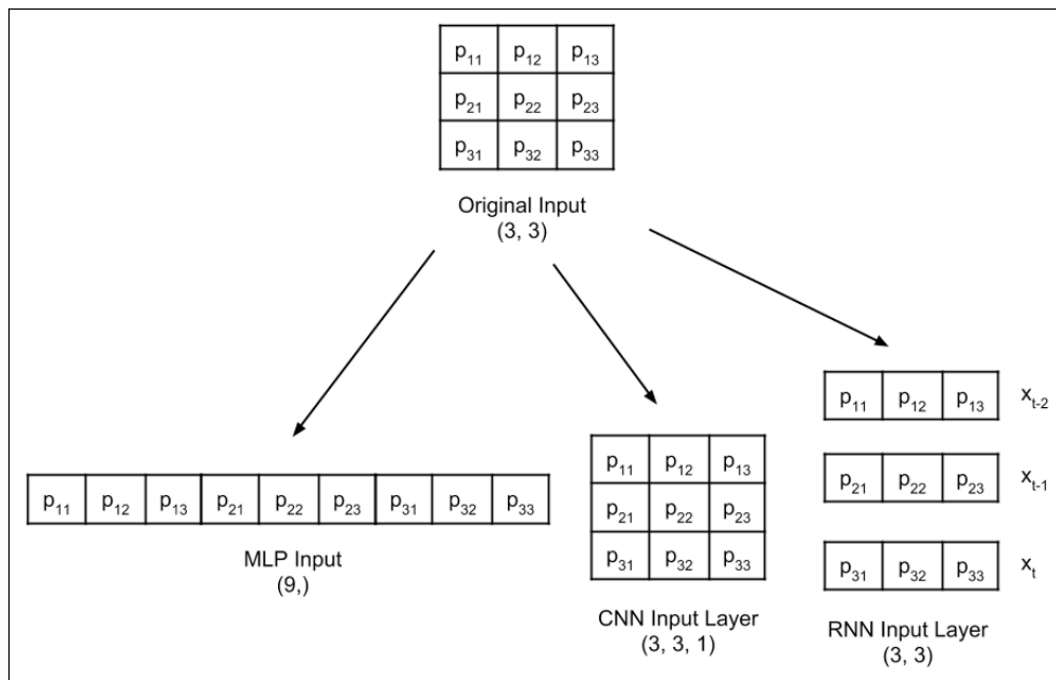 p11 p12 p13
p21 p22 p23
p31 p32 p33
Original Input
(3, 3)
p11 p12 p13 p21 p22 p23 p31 p32 p33
MLP Input
(9,)
p11 p12 p13
p21 p22 p23
p31 p32 p33
CNN Input Layer
(3, 3, 1)
p11 p12 p13 xt-2
p21 p22 p23 xt-1
p31 p32 p33 xt
RNN Input Layer
(3, 3)